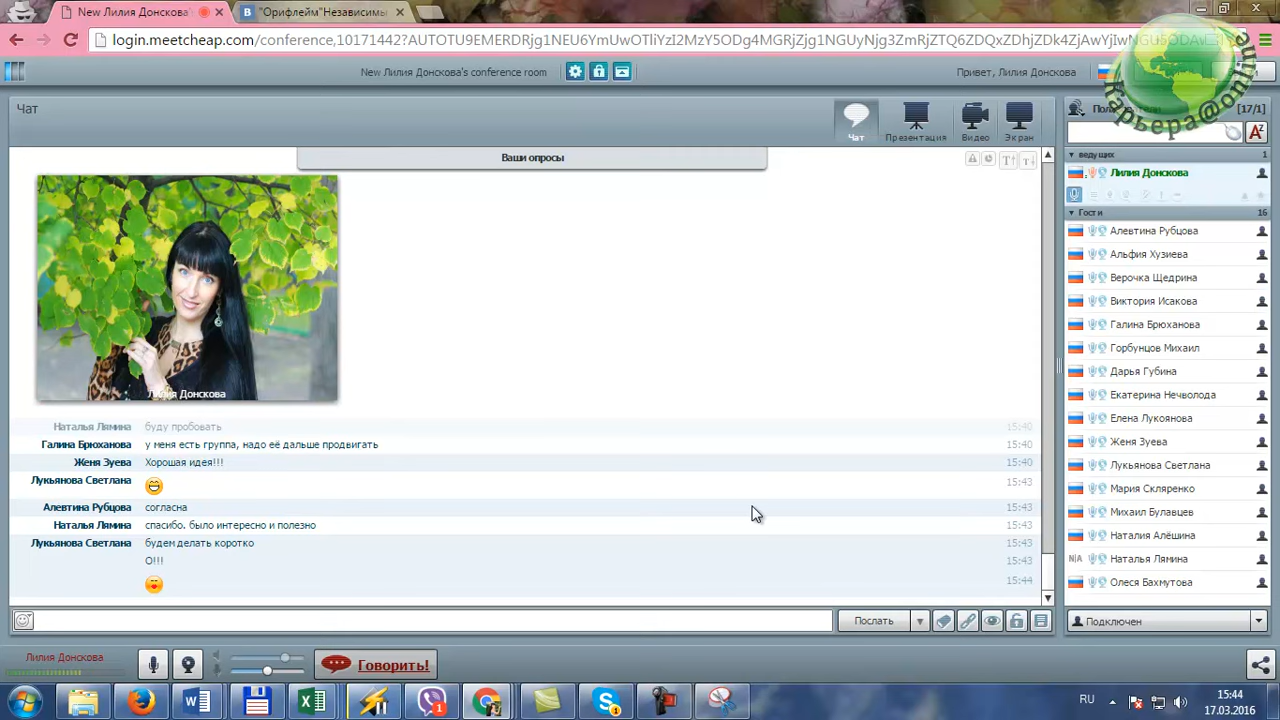 New Лилия Донскова'
"Орифлейм"Независимы
login.meetcheap.com/conference,10171442?
New Лилия Донскова's conference room
Привет, Лилия Донскова
Карьера@online
Чат
Чат
Презентация
Видео
Экран
[17/1]
Ваши опросы
ведущих 1
Лилия Донскова
Гости 16
Алевтина Рубцова
Альфия Хузиева
Верочка Щедрина
Виктория Исакова
Галина Брюханова
Горбунцов Михаил
Дарья Губина
Екатерина Нечволода
Елена Лукоянова
Женя Зуева
Лукьянова Светлана
Мария Скляренко
Михаил Булавцев
Наталия Алёшина
N/A Наталья Лямина
Олеся Бахмутова
Лилия Донскова
Наталья Лямина буду пробовать 15:40
Галина Брюханова у меня есть группа, надо её дальше продвигать 15:40
Женя Зуева Хорошая идея!!! 15:40
Лукьянова Светлана 15:43
Алевтина Рубцова согласна 15:43
Наталья Лямина спасибо. было интересно и полезно 15:43
Лукьянова Светлана будем делать коротко 15:43
О!!! 15:43
15:44
Послать
Подключен
Лилия Донскова
Говорить!
RU
15:44
17.03.2016